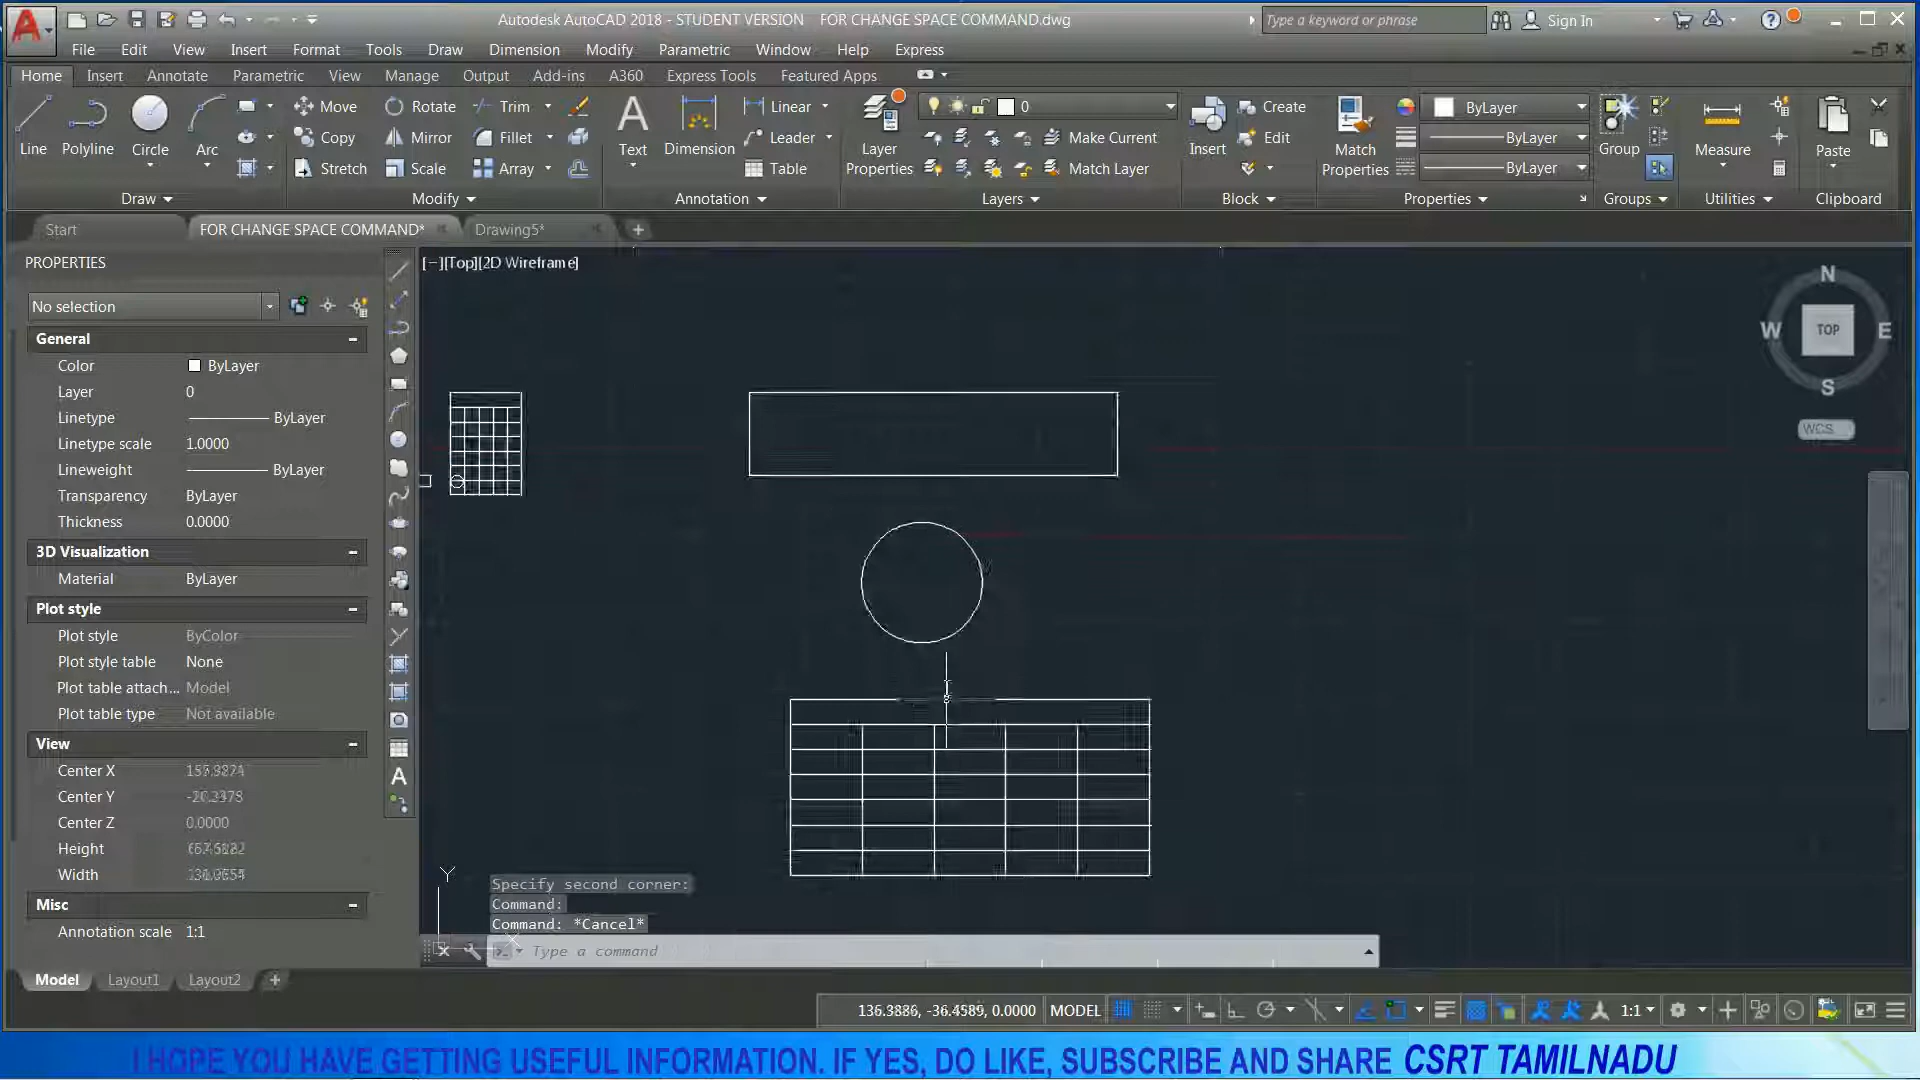 Autodesk AutoCAD 2018 - STUDENT VERSION FOR CHANGE SPACE COMMAND.dwg
Type a keyword or phrase
Sign In
File Edit View Insert Format Tools Draw Dimension Modify Parametric Window Help Express
Home Insert Annotate Parametric View Manage Output Add-ins A360 Express Tools Featured Apps
Line Polyline Circle Arc
Move Rotate Trim
Copy Mirror Fillet
Stretch Scale Array
Text Dimension
Linear
Leader
Table
Layer Properties
0
Make Current
Match Layer
Insert
Create
Edit
Match Properties
ByLayer
ByLayer
ByLayer
Group
Measure
Paste
Draw Modify Annotation Layers Block Properties Groups Utilities Clipboard
Start FOR CHANGE SPACE COMMAND* Drawing5*
PROPERTIES
[−][Top][2D Wireframe]
No selection
General
Color ByLayer
Layer 0
Linetype ByLayer
Linetype scale 1.0000
Lineweight ByLayer
Transparency ByLayer
Thickness 0.0000
3D Visualization
Material ByLayer
Plot style
Plot style ByColor
Plot style table None
Plot table attach... Model
Plot table type Not available
View
Center X
Center Y
Center Z 0.0000
Height
Width
Misc
Annotation scale 1:1
N
W TOP E
S
WCS
Y
X
A
Specify second corner:
Command:
Command: *Cancel*
Type a command
Model Layout1 Layout2
136.3886, -36.4589, 0.0000 MODEL 1:1
I HOPE YOU HAVE GETTING USEFUL INFORMATION. IF YES, DO LIKE, SUBSCRIBE AND SHARE CSRT TAMILNADU